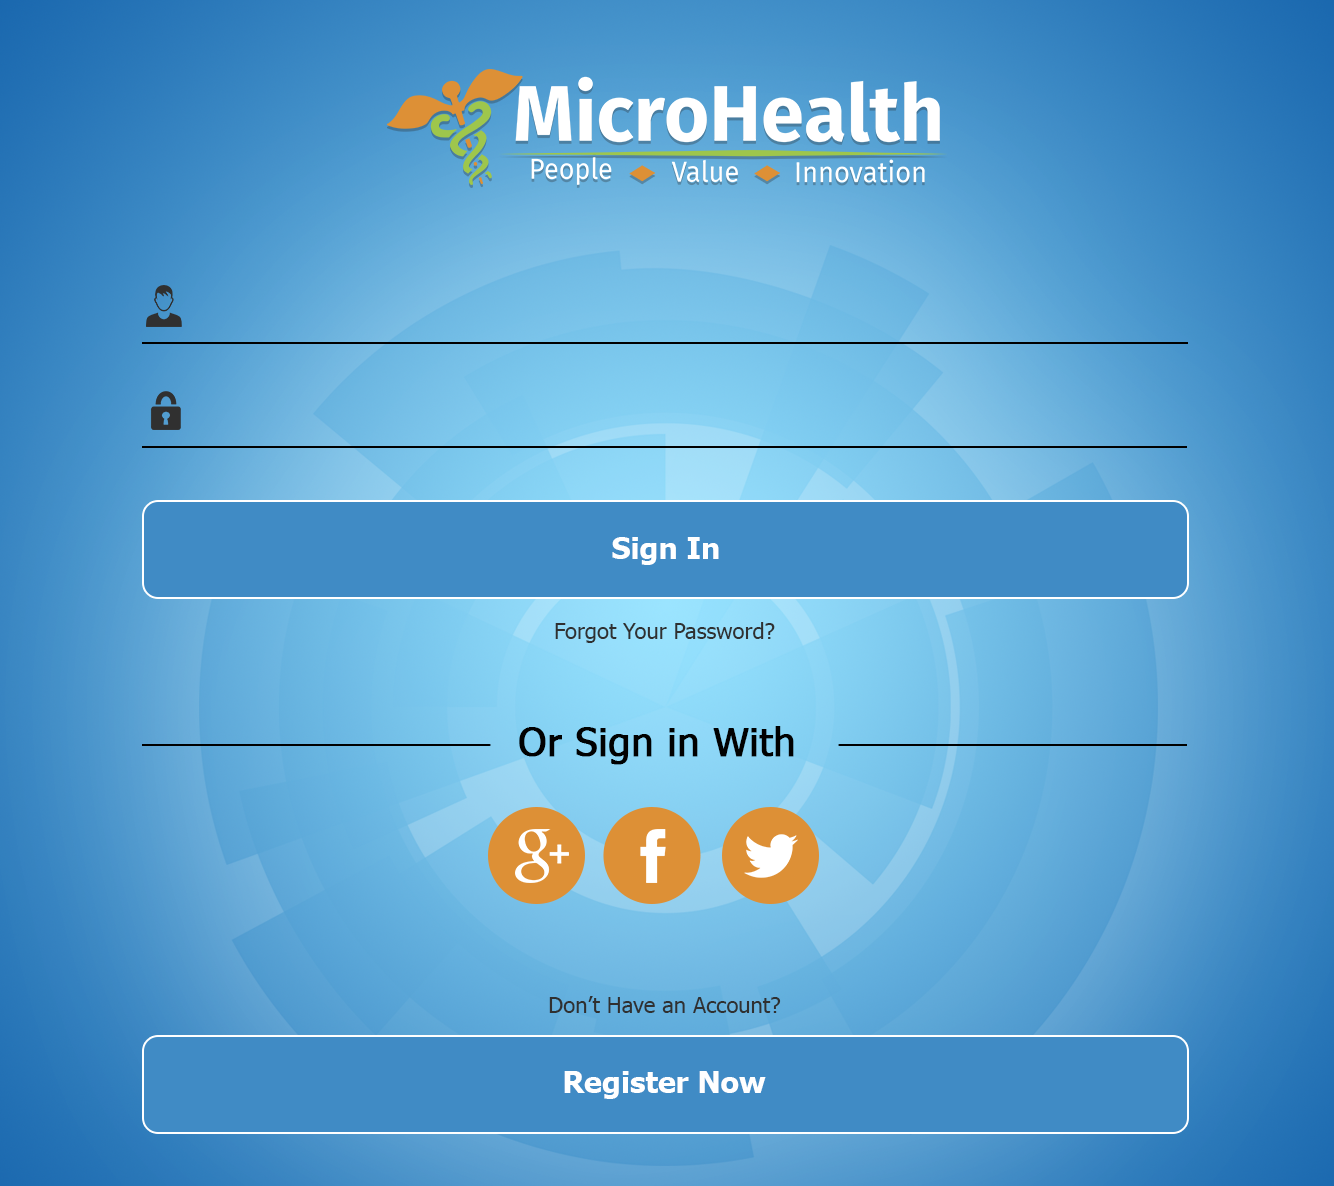 MicroHealth
People Value Innovation
Sign In
Forgot Your Password?
Or Sign in With
g+ f
Don’t Have an Account?
Register Now